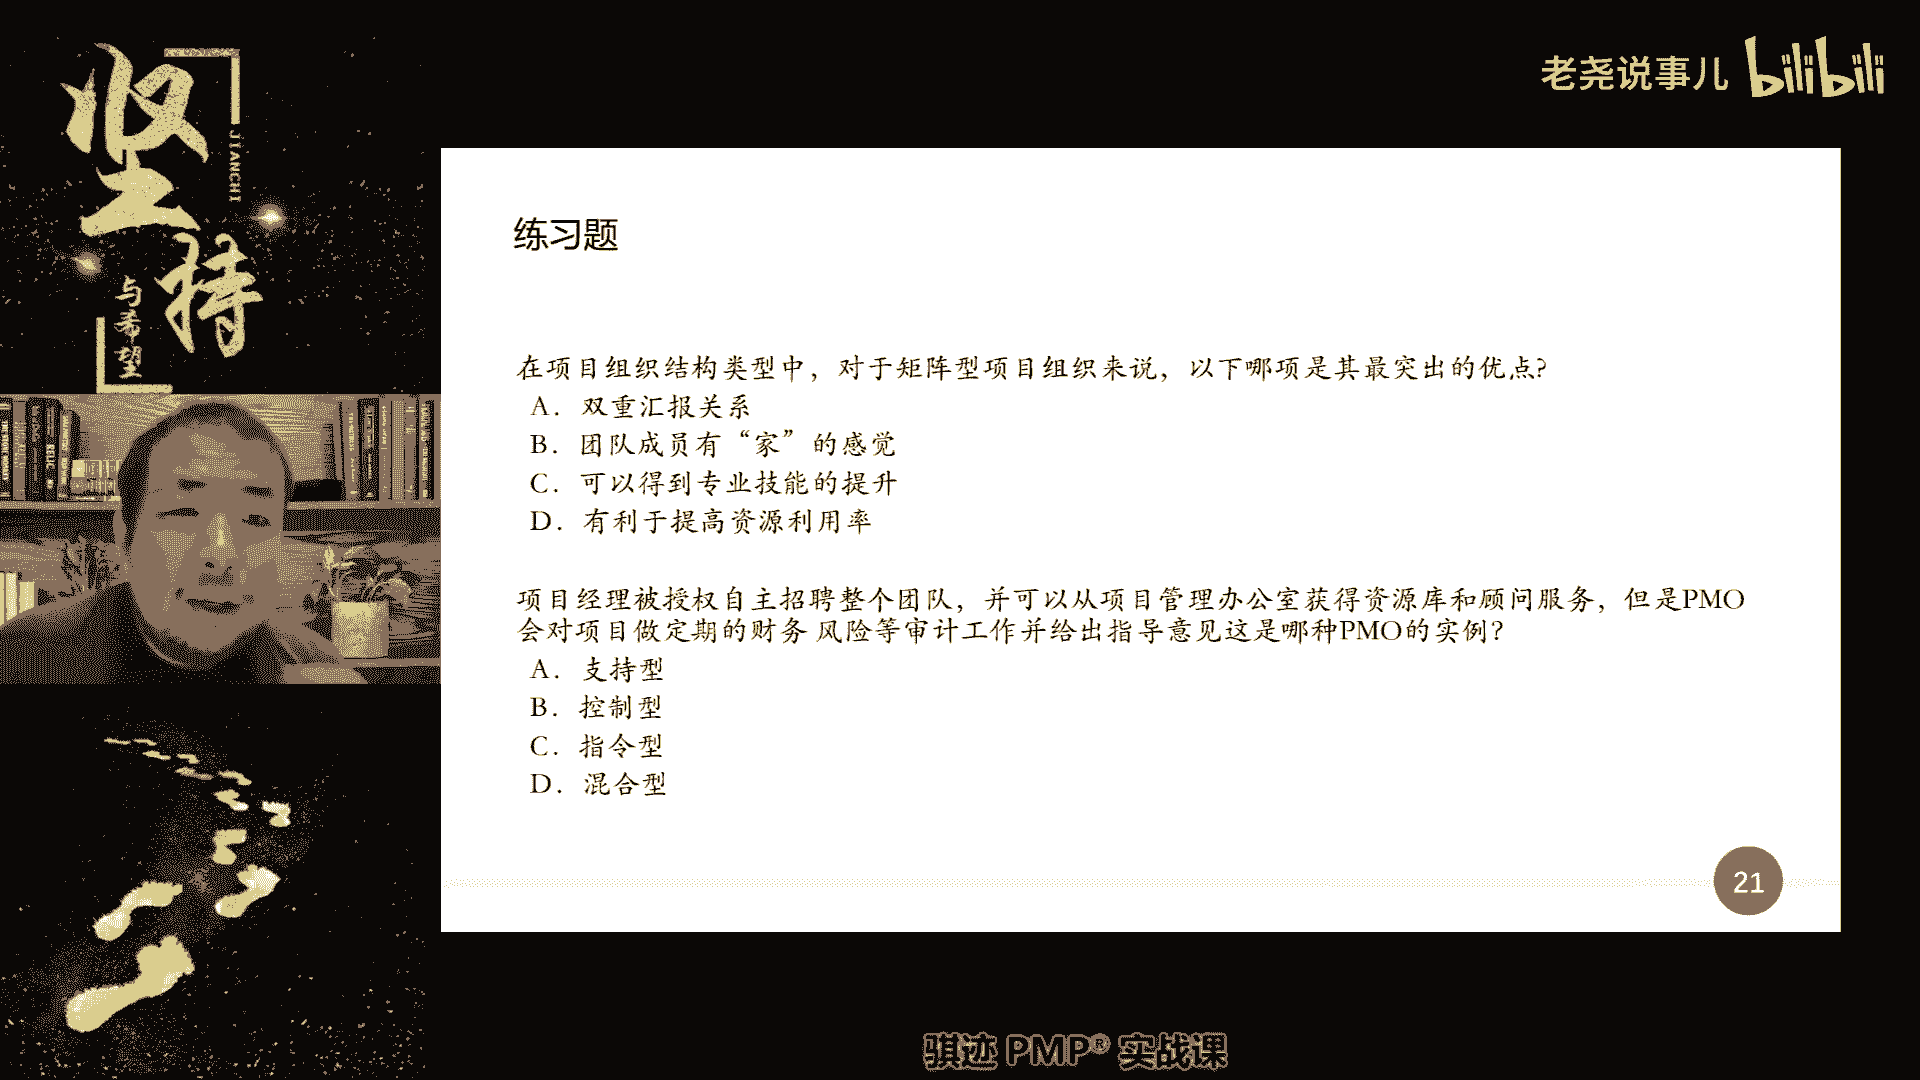 坚持
JIANCHI
与希望
老尧说事儿 bilibili
练习题
在项目组织结构类型中，对于矩阵型项目组织来说，以下哪项是其最突出的优点?
A. 双重汇报关系
B. 团队成员有“家”的感觉
C. 可以得到专业技能的提升
D. 有利于提高资源利用率
项目经理被授权自主招聘整个团队，并可以从项目管理办公室获得资源库和顾问服务，但是PMO
会对项目做定期的财务 风险等审计工作并给出指导意见这是哪种PMO的实例?
A. 支持型
B. 控制型
C. 指令型
D. 混合型
21
骐迹 PMP® 实战课